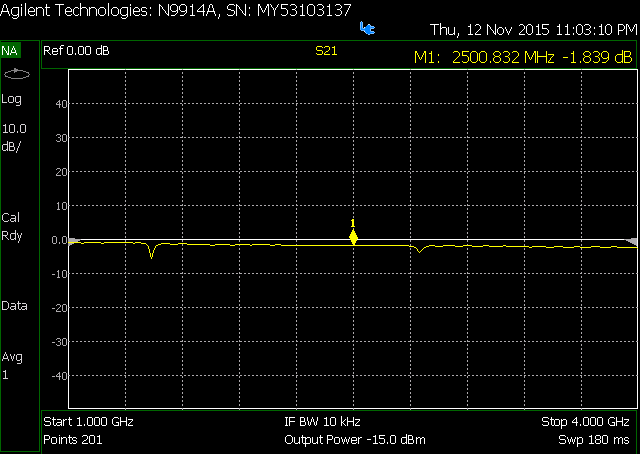 Agilent Technologies: N9914A, SN: MY53103137
Thu, 12 Nov 2015 11:03:10 PM
NA Ref 0.00 dB S21 M1: 2500.832 MHz -1.839 dB
Log
10.0
dB/
Cal
Rdy
Data
Avg
1
40
30
20
10
0.0
-10
-20
-30
-40
1
Start 1.000 GHz IF BW 10 kHz Stop 4.000 GHz
Points 201 Output Power -15.0 dBm Swp 180 ms